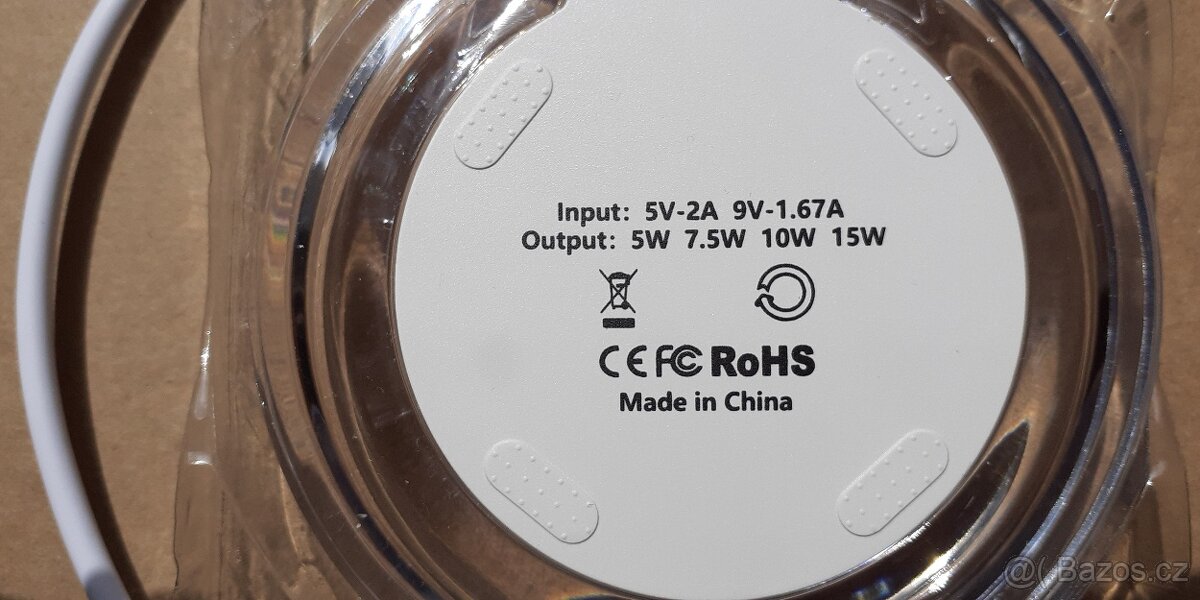 Input: 5V-2A 9V-1.67A
Output: 5W 7.5W 10W 15W
CE FC RoHS
Made in China
@( Bazos.cz